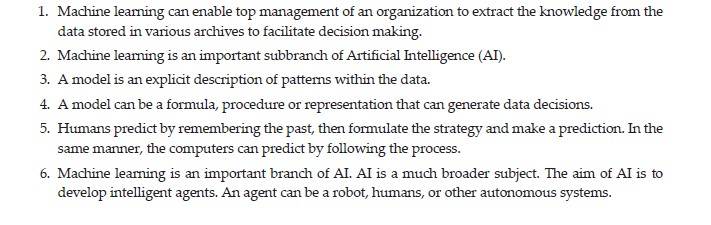 1. Machine learning can enable top management of an organization to extract the knowledge from the
data stored in various archives to facilitate decision making.
2. Machine learning is an important subbranch of Artificial Intelligence (AI).
3. A model is an explicit description of patterns within the data.
4. A model can be a formula, procedure or representation that can generate data decisions.
5. Humans predict by remembering the past, then formulate the strategy and make a prediction. In the
same manner, the computers can predict by following the process.
6. Machine learning is an important branch of AI. AI is a much broader subject. The aim of AI is to
develop intelligent agents. An agent can be a robot, humans, or other autonomous systems.